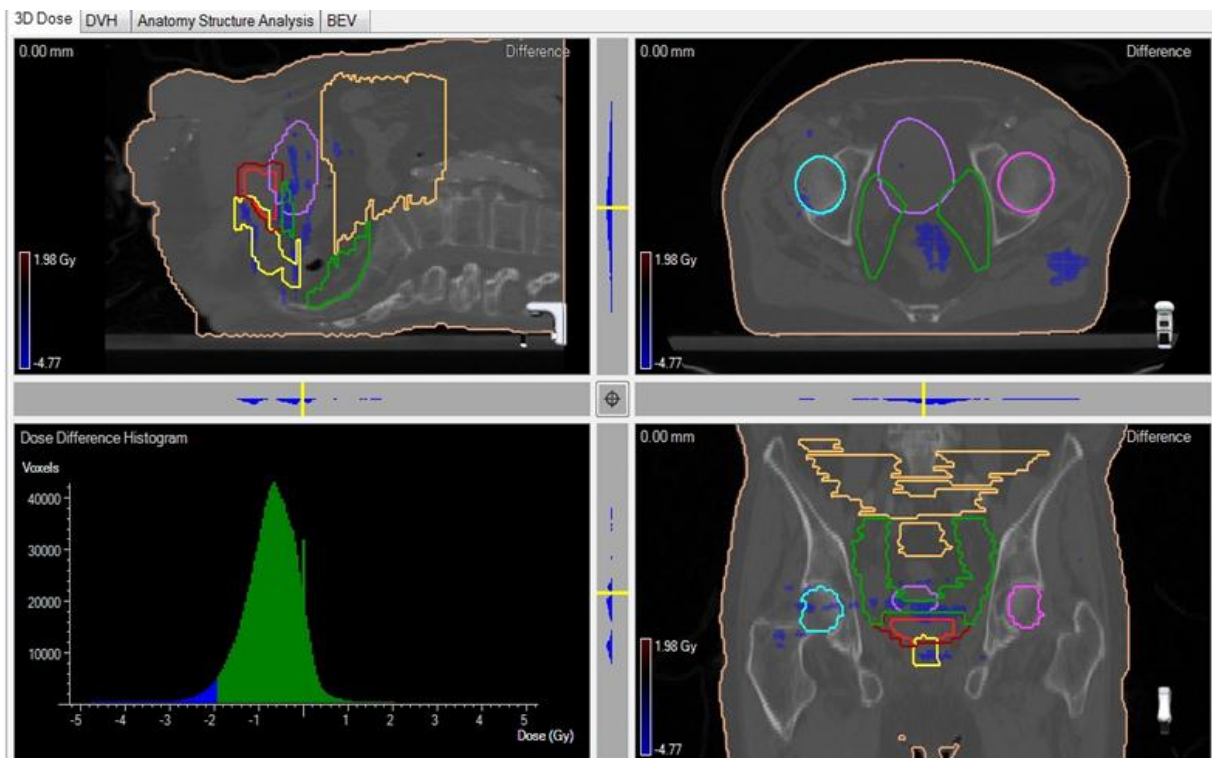 3D Dose DVH Anatomy Structure Analysis BEV
0.00 mm Difference
1.98 Gy
-4.77
0.00 mm Difference
1.98 Gy
-4.77
Dose Difference Histogram
Voxels
40000
30000
20000
10000
-5 -4 -3 -2 -1 1 2 3 4 5
Dose (Gy)
0.00 mm Difference
1.98 Gy
-4.77